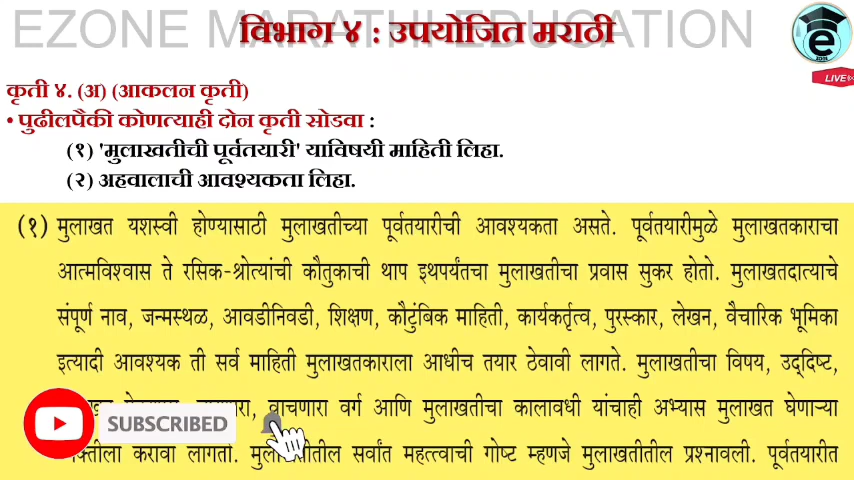 EZONE MARATHI EDUCATION
विभाग ४ : उपयोजित मराठी
e
EZONE
LIVE
कृती ४. (अ) (आकलन कृती)
• पुढीलपैकी कोणत्याही दोन कृती सोडवा :
(१) 'मुलाखतीची पूर्वतयारी' याविषयी माहिती लिहा.
(२) अहवालाची आवश्यकता लिहा.
(१) मुलाखत यशस्वी होण्यासाठी मुलाखतीच्या पूर्वतयारीची आवश्यकता असते. पूर्वतयारीमुळे मुलाखतकाराचा
आत्मविश्वास ते रसिक-श्रोत्यांची कौतुकाची थाप इथपर्यंतचा मुलाखतीचा प्रवास सुकर होतो. मुलाखतदात्याचे
संपूर्ण नाव, जन्मस्थळ, आवडीनिवडी, शिक्षण, कौटुंबिक माहिती, कार्यकर्तृत्व, पुरस्कार, लेखन, वैचारिक भूमिका
इत्यादी आवश्यक ती सर्व माहिती मुलाखतकाराला आधीच तयार ठेवावी लागते. मुलाखतीचा विषय, उद्‌दिष्ट,
वाचणारा वर्ग आणि मुलाखतीचा कालावधी यांचाही अभ्यास मुलाखत घेणाऱ्या
SUBSCRIBED
करावा लागतो. मुलाखतीतील सर्वांत महत्त्वाची गोष्ट म्हणजे मुलाखतीतील प्रश्नावली. पूर्वतयारीत